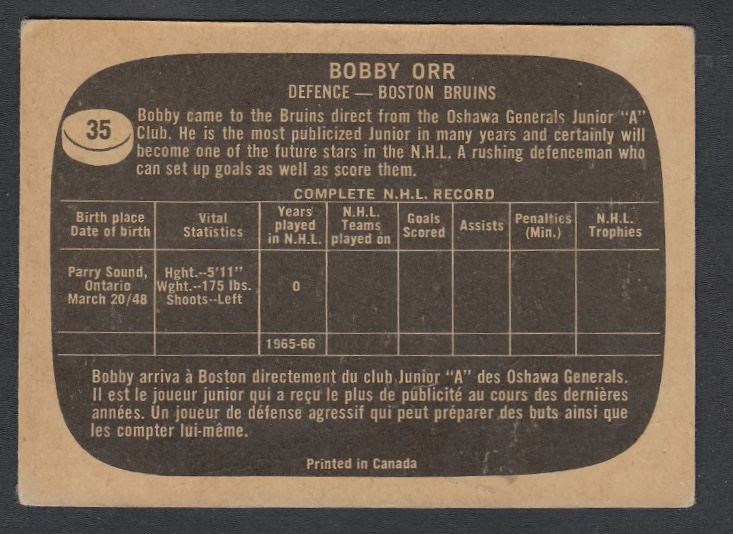 BOBBY ORR
DEFENCE — BOSTON BRUINS
35
Bobby came to the Bruins direct from the Oshawa Generals Junior "A"
Club. He is the most publicized Junior in many years and certainly will
become one of the future stars in the N.H.L. A rushing defenceman who
can set up goals as well as score them.
COMPLETE N.H.L. RECORD
Birth place
Date of birth
Vital
Statistics
Years
played
in N.H.L.
N.H.L.
Teams
played on
Goals
Scored
Assists
Penalties
(Min.)
N.H.L.
Trophies
Parry Sound,
Ontario
March 20/48
Hght.--5'11"
Wght.--175 lbs.
Shoots--Left
0
1965-66
Bobby arriva à Boston directement du club Junior "A" des Oshawa Generals.
Il est le joueur junior qui a reçu le plus de publicité au cours des dernières
années. Un joueur de défense agressif qui peut préparer des buts ainsi que
les compter lui-même.
Printed in Canada